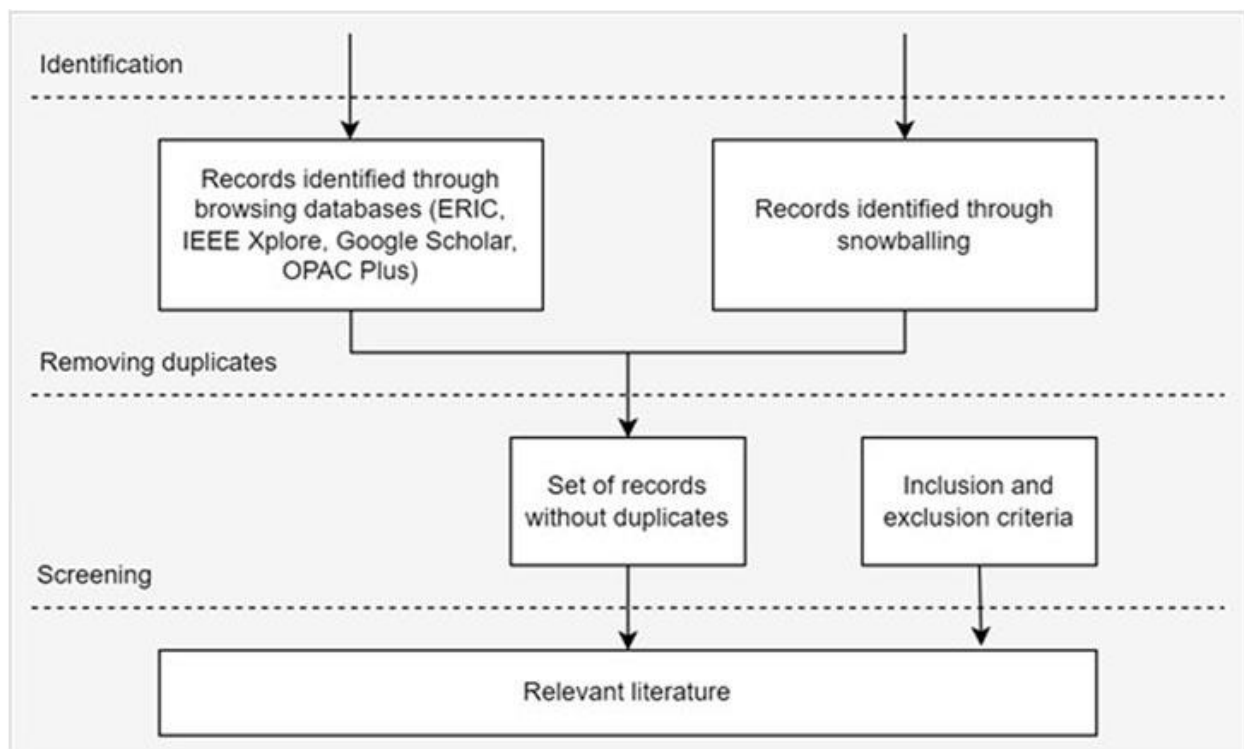 Identification
Records identified through
browsing databases (ERIC,
IEEE Xplore, Google Scholar,
OPAC Plus)
Records identified through
snowballing
Removing duplicates
Set of records
without duplicates
Inclusion and
exclusion criteria
Screening
Relevant literature